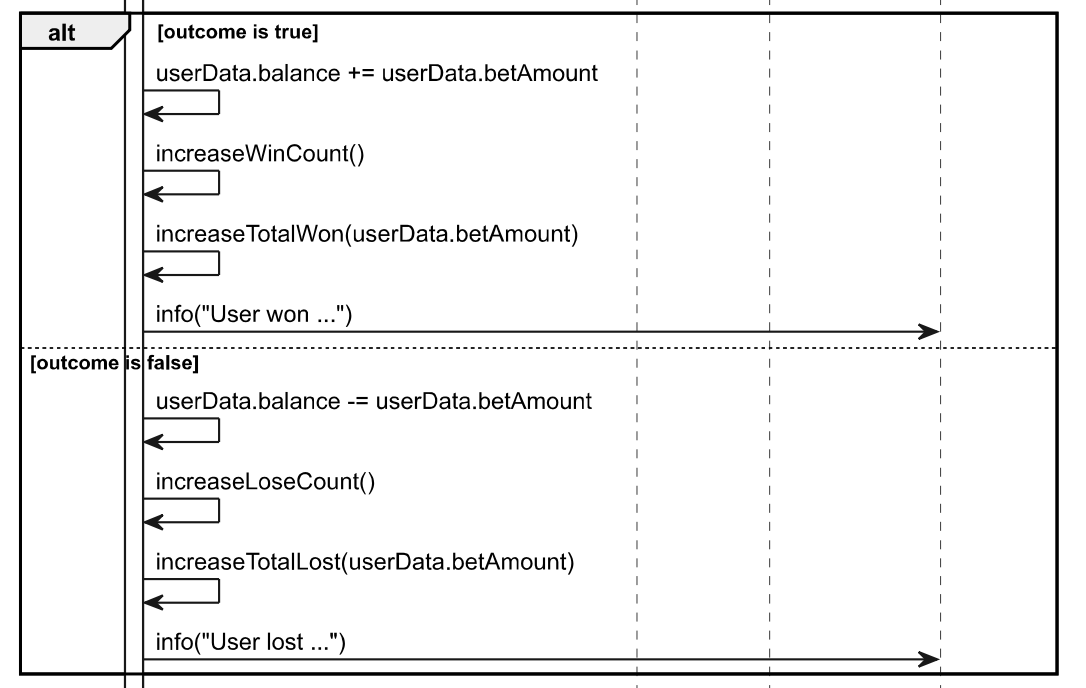 alt
[outcome is true]
userData.balance += userData.betAmount
increaseWinCount()
increaseTotalWon(userData.betAmount)
info("User won ...")
[outcome is false]
userData.balance -= userData.betAmount
increaseLoseCount()
increaseTotalLost(userData.betAmount)
info("User lost ...")